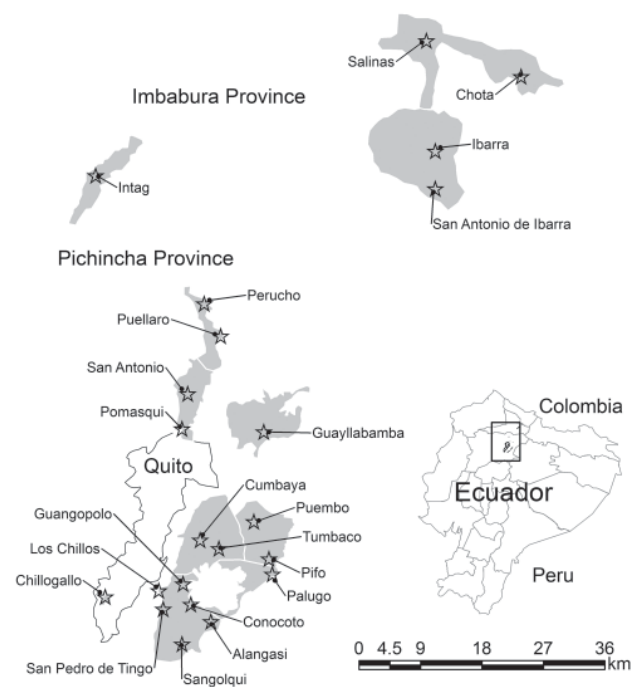 Salinas
Chota
Imbabura Province
Ibarra
Intag
San Antonio de Ibarra
Pichincha Province
Perucho
Puellaro
San Antonio
Pomasqui
Guayllabamba
Colombia
Quito
Ecuador
Cumbaya
Puembo
Guangopolo
Tumbaco
Los Chillos
Pifo
Chillogallo
Palugo
Peru
Conocoto
Alangasi
San Pedro de Tingo
Sangolqui
0 4.5 9 18 27 36
km